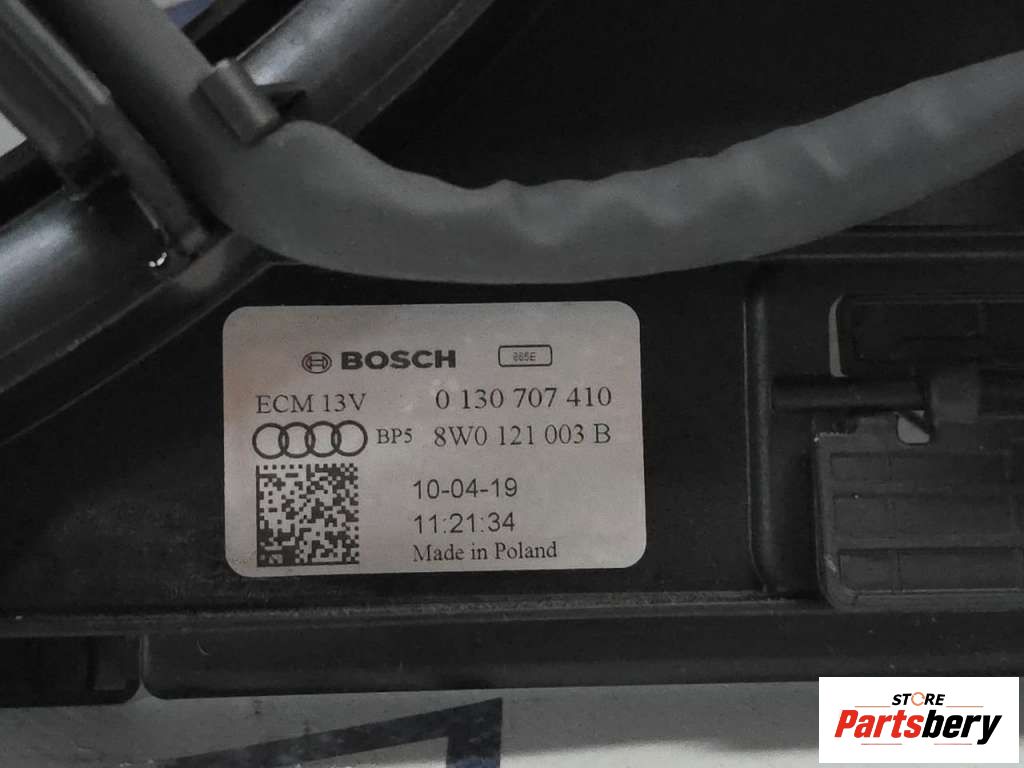 BOSCH
ECM 13V 0 130 707 410
BP5 8W0 121 003 B
10-04-19
11:21:34
Made in Poland
STORE
Partsbery